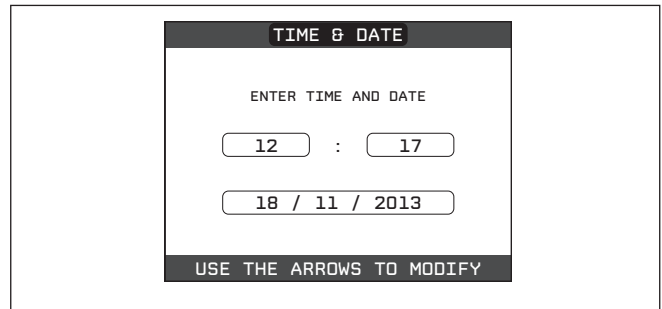 TIME & DATE
ENTER TIME AND DATE
12 : 17
18 / 11 / 2013
USE THE ARROWS TO MODIFY